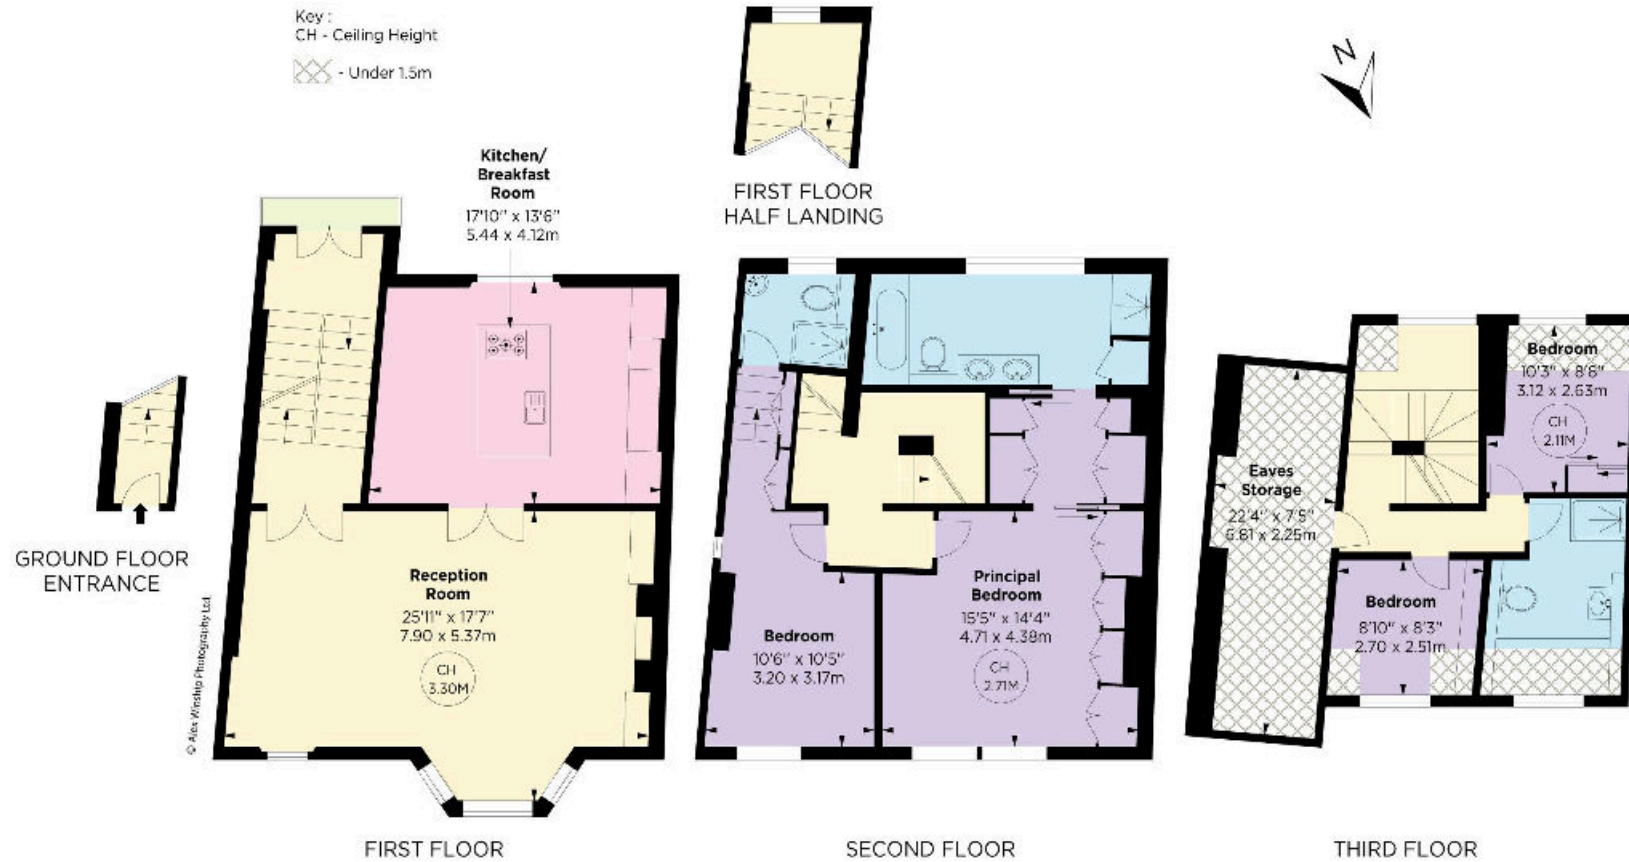 Key :
CH - Ceiling Height
- Under 1.5m
N
FIRST FLOOR
HALF LANDING
Kitchen/
Breakfast
Room
17'10" x 13'6"
5.44 x 4.12m
GROUND FLOOR
ENTRANCE
© Alex Winship Photography Ltd.
Reception
Room
25'11" x 17'7"
7.90 x 5.37m
CH
3.30M
FIRST FLOOR
Bedroom
10'6" x 10'5"
3.20 x 3.17m
Principal
Bedroom
15'5" x 14'4"
4.71 x 4.38m
CH
2.71M
SECOND FLOOR
Eaves
Storage
22'4" x 7'5"
6.81 x 2.25m
Bedroom
10'3" x 8'8"
3.12 x 2.63m
CH
2.11M
Bedroom
8'10" x 8'3"
2.70 x 2.51m
THIRD FLOOR